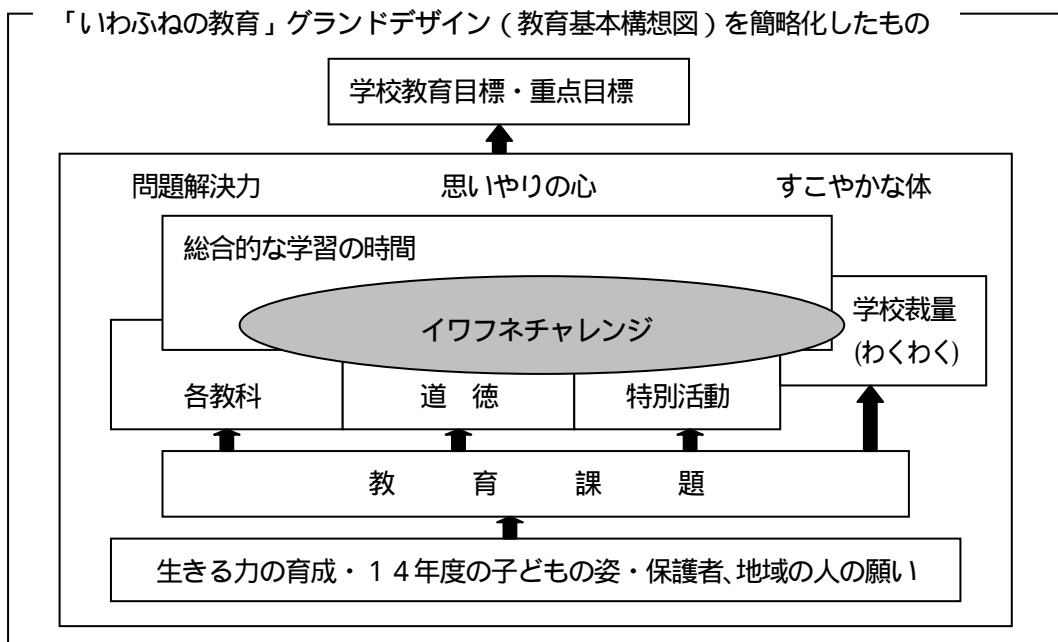 「いわふねの教育」グランドデザイン（教育基本構想図）を簡略化したもの
学校教育目標・重点目標
問題解決力 思いやりの心 すこやかな体
総合的な学習の時間
イワフネチャレンジ
学校裁量
(わくわく)
各教科 道　徳 特別活動
教　育　課　題
生きる力の育成・１４年度の子どもの姿・保護者、地域の人の願い